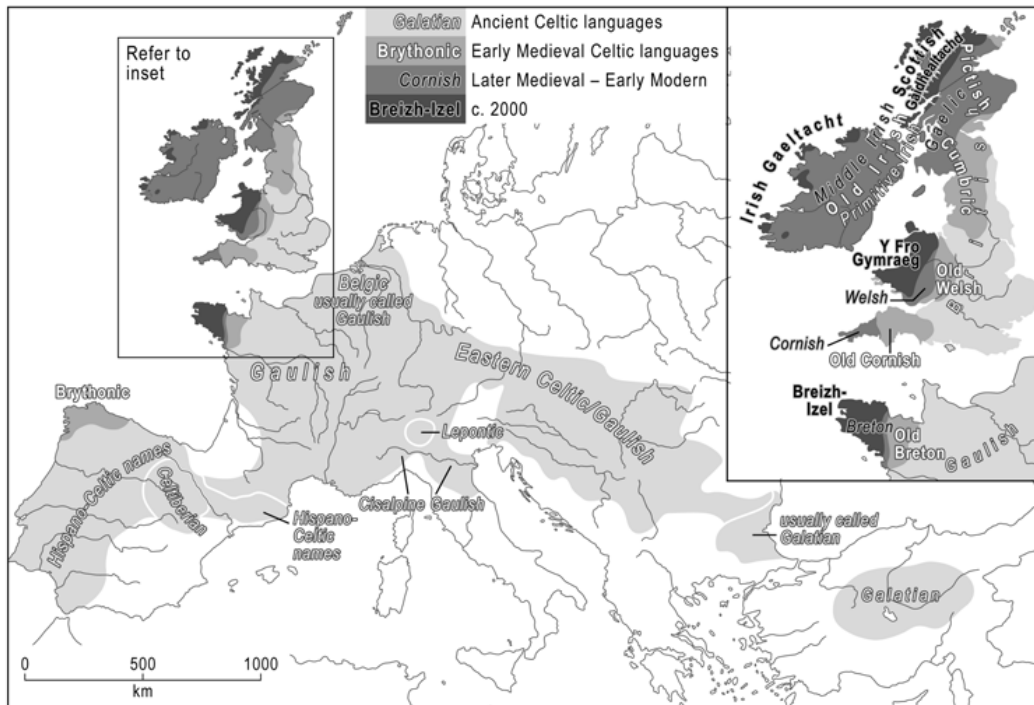 Galatian Ancient Celtic languages
Brythonic Early Medieval Celtic languages
Cornish Later Medieval – Early Modern
Breizh-Izel c. 2000
Refer to
inset
Belgic
usually called
Gaulish
Gaulish
Eastern Celtic/Gaulish
Brythonic
Lepontic
Hispano-Celtic names
Celtiberian
Cisalpine Gaulish
Hispano-
Celtic
names
usually called
Galatian
Galatian
0 500 1000
km
Irish Gaeltacht
Scottish
Gàidhealtachd
Pictish
Middle Irish
Gaelic
Old Irish
Primitive Irish
Cumbric
British
Y Fro
Gymraeg
Old
Welsh
Welsh
Cornish
Old Cornish
Breizh-
Izel
Breton
Old
Breton
Gaulish